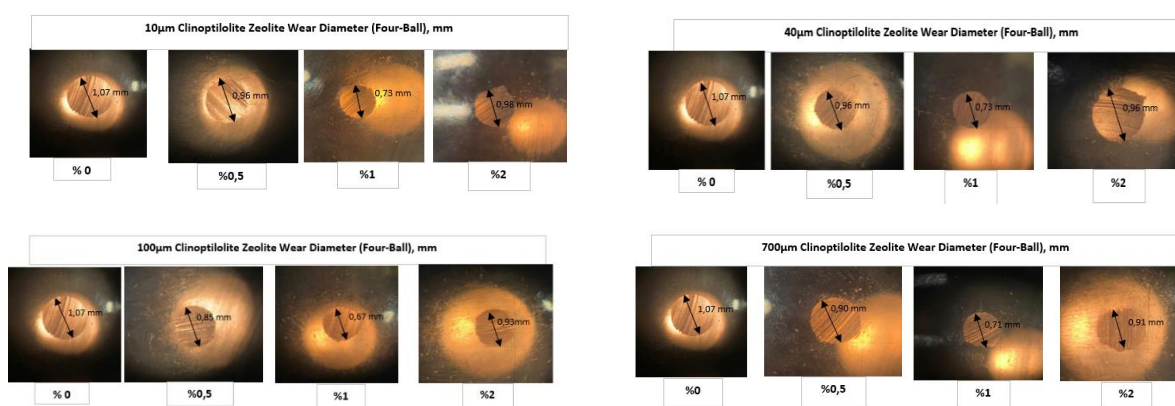 10µm Clinoptilolite Zeolite Wear Diameter (Four-Ball), mm
1,07 mm
0,96 mm
0,73 mm
0,98 mm
% 0
%0,5
%1
%2
40µm Clinoptilolite Zeolite Wear Diameter (Four-Ball), mm
1,07 mm
0,96 mm
0,73 mm
0,96 mm
% 0
%0,5
%1
%2
100µm Clinoptilolite Zeolite Wear Diameter (Four-Ball), mm
1,07 mm
0,85 mm
0,67 mm
0,93mm
% 0
%0,5
%1
%2
700µm Clinoptilolite Zeolite Wear Diameter (Four-Ball), mm
1,07 mm
0,90 mm
0,71 mm
0,91 mm
%0
%0,5
%1
%2